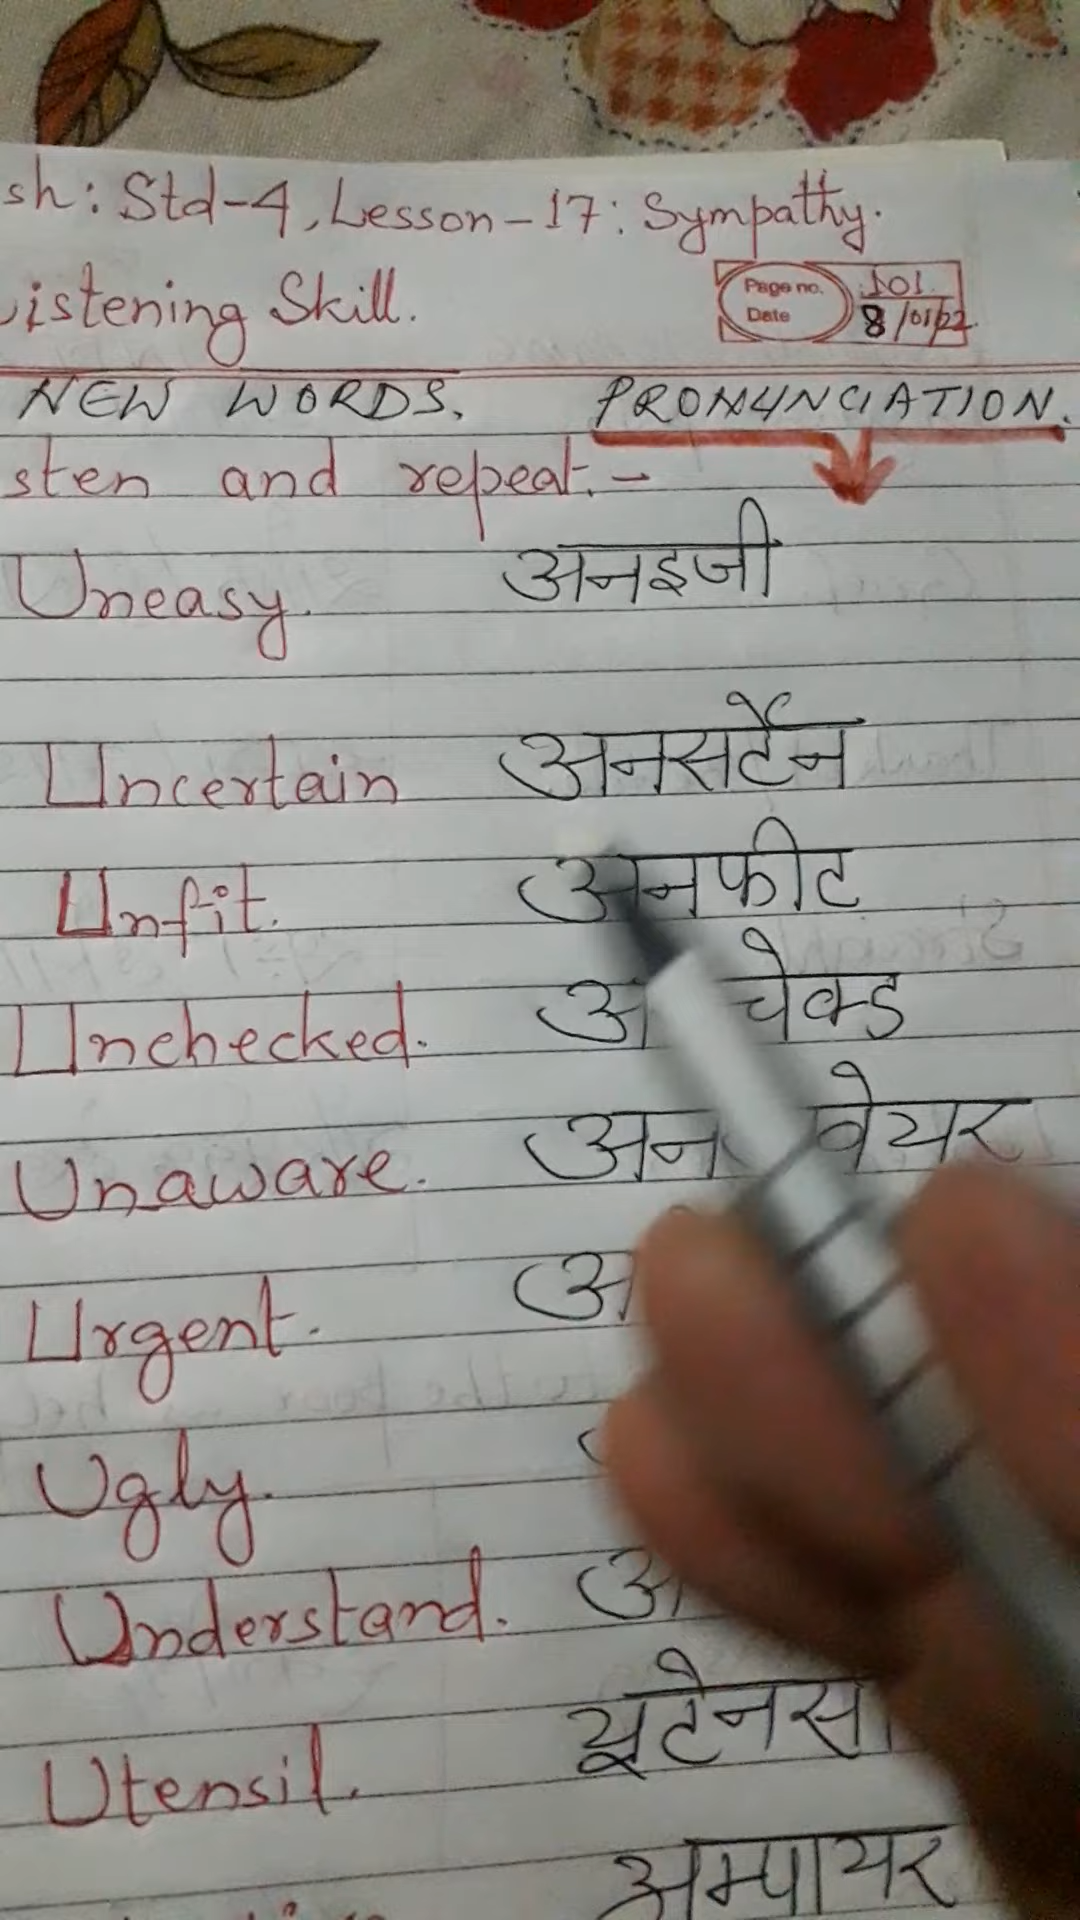 sh: Std-4, Lesson-17: Sympathy.
istening Skill.
Page no. 101.
Date 8/01/22.
NEW WORDS. PRONUNCIATION.
sten and repeat.-
Uneasy. अनइजी
Uncertain अनसर्टेन
Unfit. अनफीट
Unchecked. अ चेक्ड
Unaware. अन वेयर
Urgent. अ
Ugly.
Understand. अ
Utensil. यूटेनस
अम्पायर